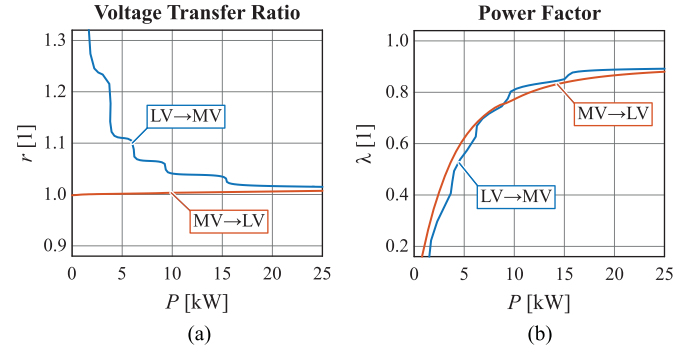 Voltage Transfer Ratio
1.3
1.2
1.1
1.0
0.9
r [1]
LV→MV
MV→LV
0 5 10 15 20 25
P [kW]
(a)
Power Factor
1.0
0.8
0.6
0.4
0.2
λ [1]
MV→LV
LV→MV
0 5 10 15 20 25
P [kW]
(b)